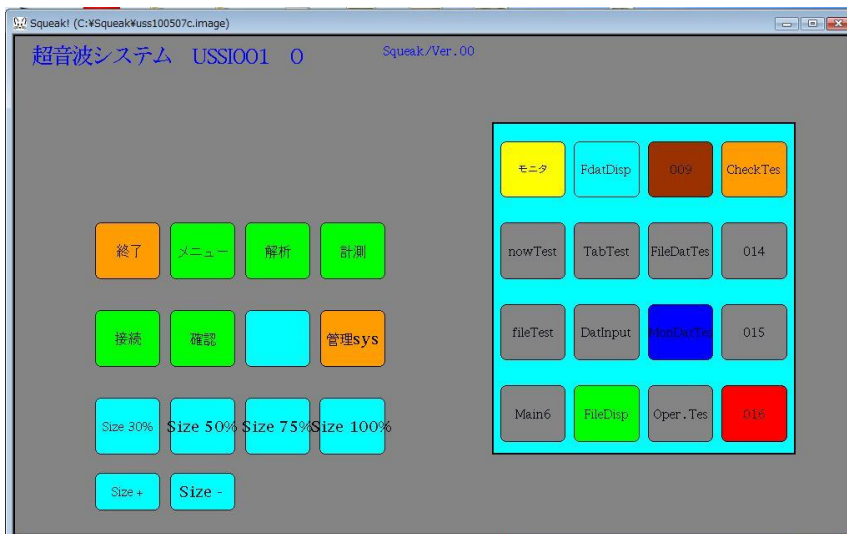 Squeak! (C:¥Squeak¥uss100507c.image)
超音波システム USSIO01 0
Squeak/Ver.00
モニタ FdatDisp 009 CheckTes
終了 メニュー 解析 計測
nowTest TabTest FileDatTes 014
接続 確認 管理sys
fileTest DatInput MonDatTes 015
Size 30% Size 50% Size 75% Size 100%
Main6 FileDisp Oper.Tes 016
Size + Size -